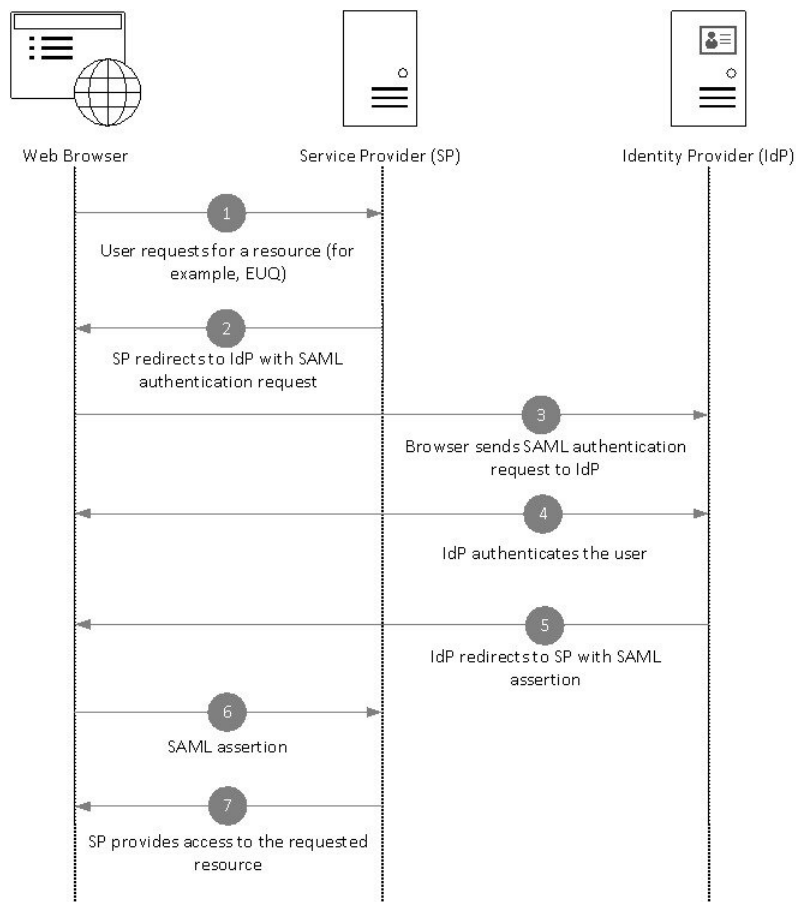 Web Browser
Service Provider (SP)
Identity Provider (IdP)
1
User requests for a resource (for
example, EUQ)
2
SP redirects to IdP with SAML
authentication request
3
Browser sends SAML authentication
request to IdP
4
IdP authenticates the user
5
IdP redirects to SP with SAML
assertion
6
SAML assertion
7
SP provides access to the requested
resource